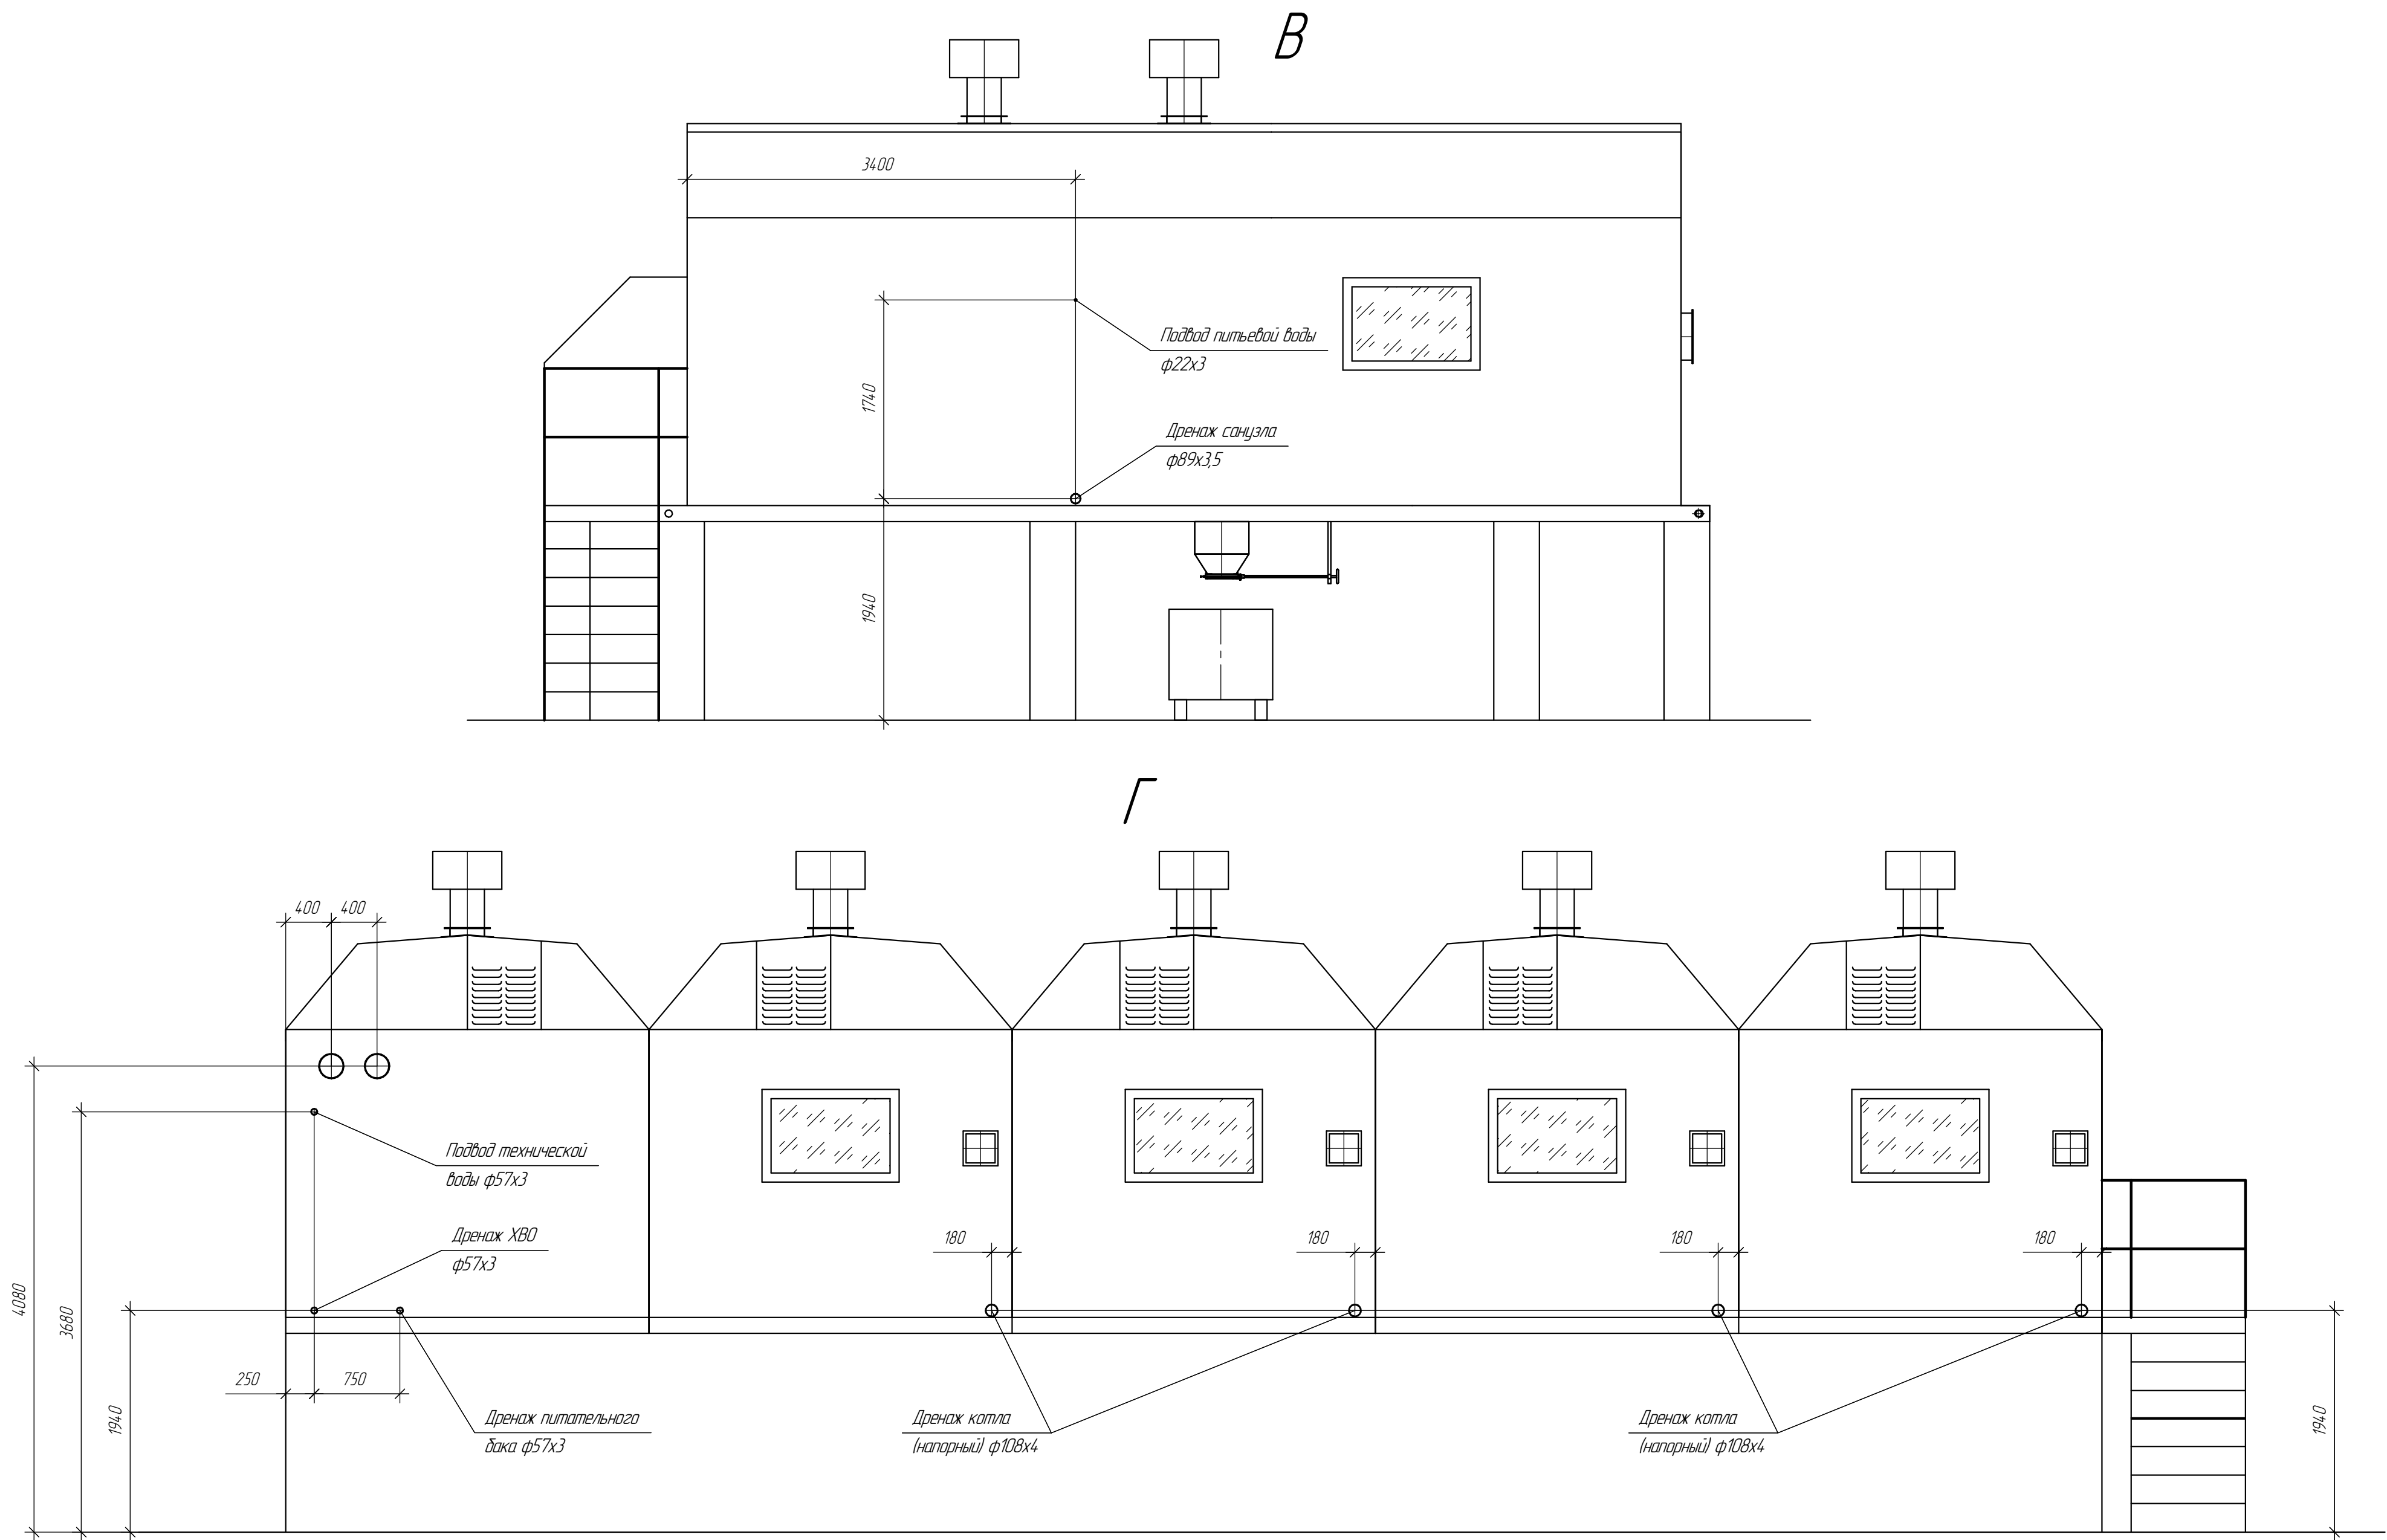 В
3400
Подвод питьевой воды
ф22х3
1740
Дренаж санузла
ф89х3,5
1940
Г
400
400
Подвод технической
воды ф57х3
Дренаж ХВО
ф57х3
180
180
180
180
4080
3680
1940
250
750
Дренаж питательного
бака ф57х3
Дренаж котла
(напорный) ф108х4
Дренаж котла
(напорный) ф108х4
1940